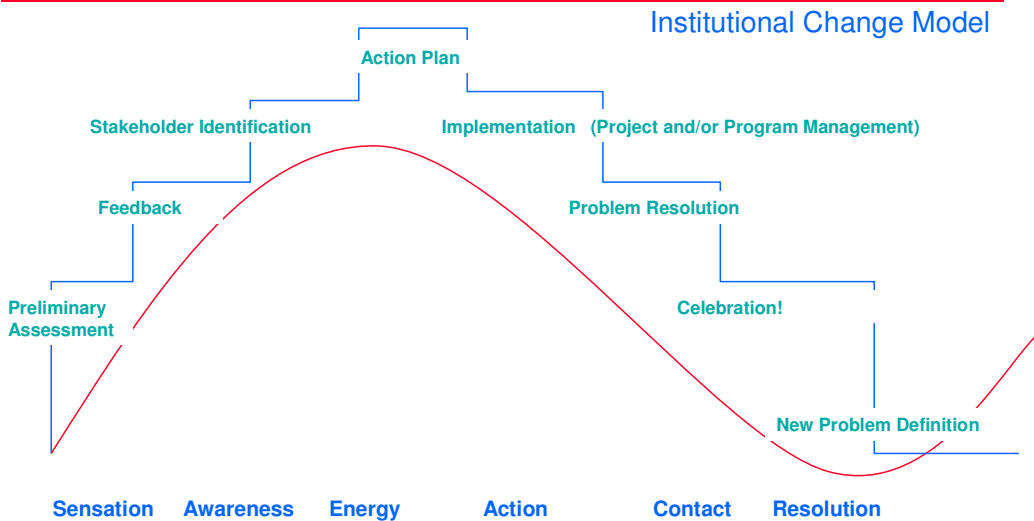 Institutional Change Model
Action Plan
Stakeholder Identification
Implementation (Project and/or Program Management)
Feedback
Problem Resolution
Preliminary
Assessment
Celebration!
New Problem Definition
Sensation Awareness Energy Action Contact Resolution